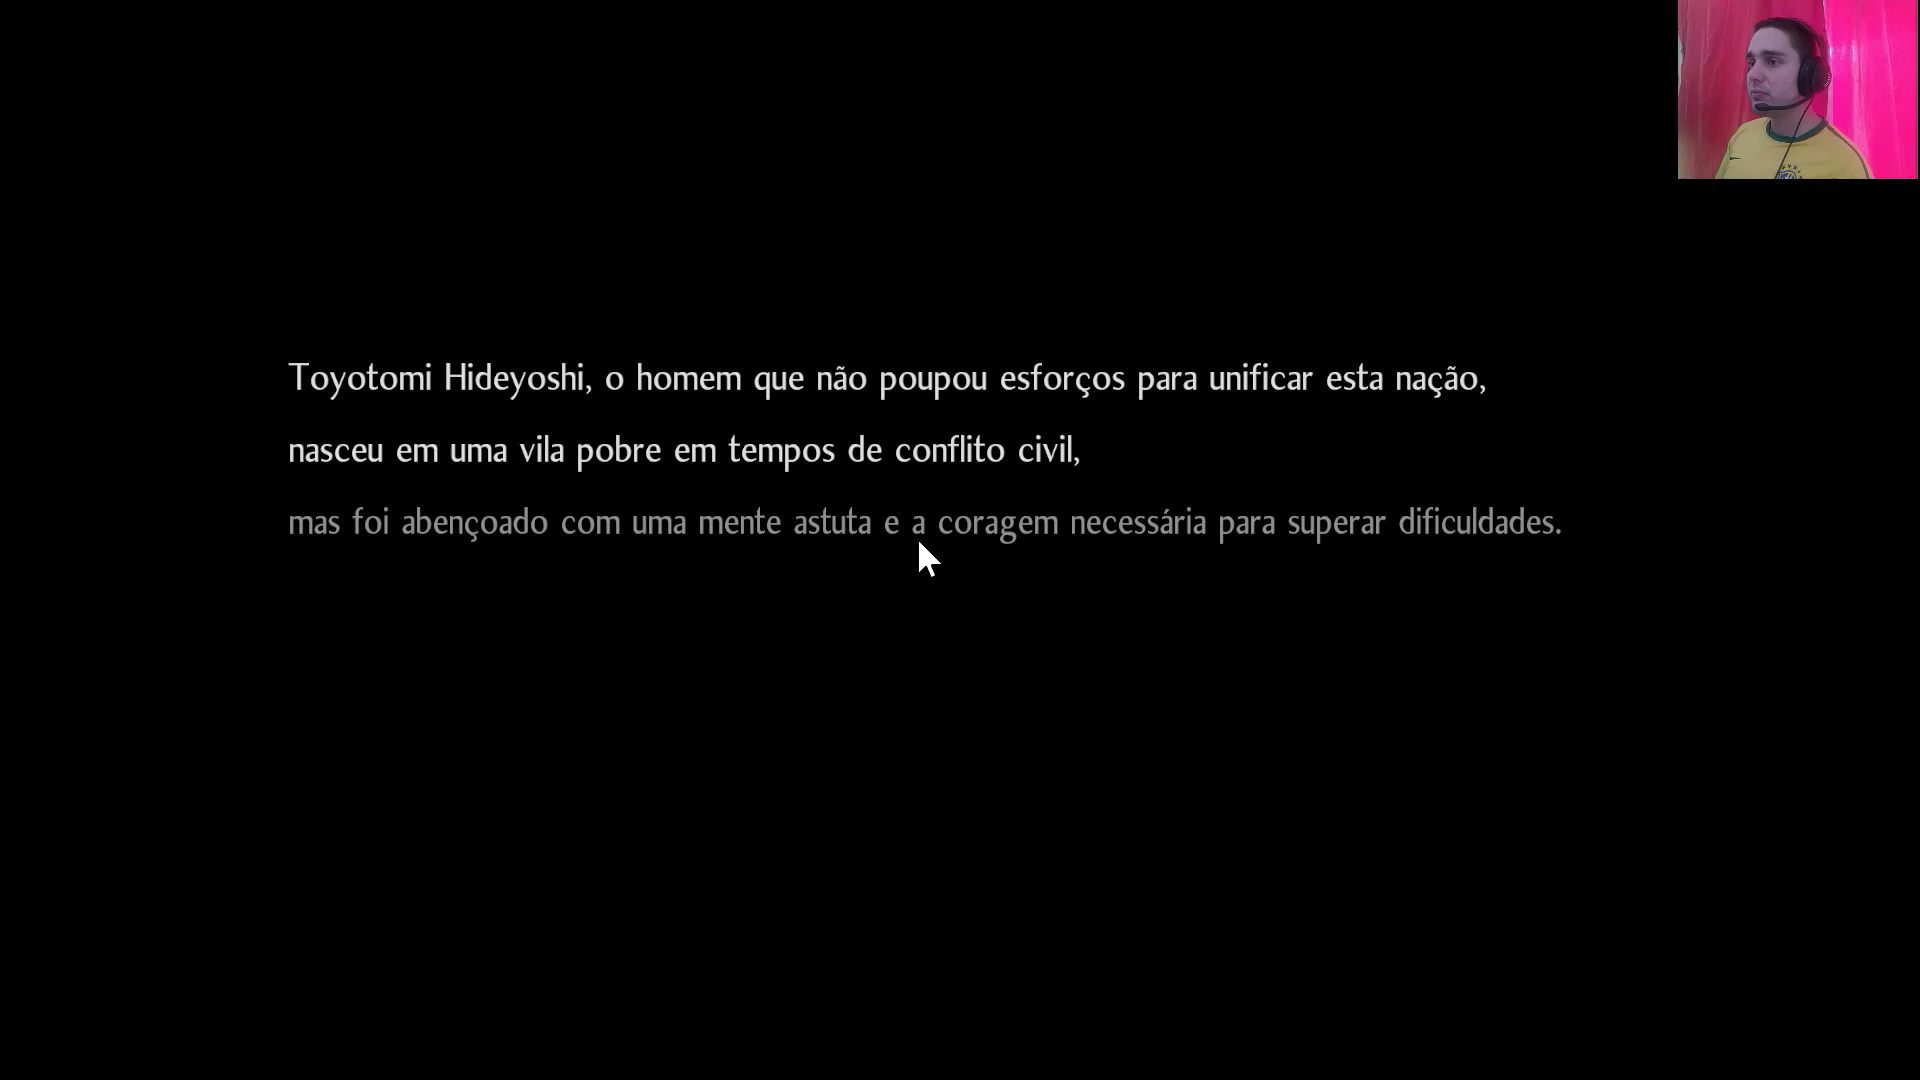 Toyotomi Hideyoshi, o homem que não poupou esforços para unificar esta nação,
nasceu em uma vila pobre em tempos de conflito civil,
mas foi abençoado com uma mente astuta e a coragem necessária para superar dificuldades.